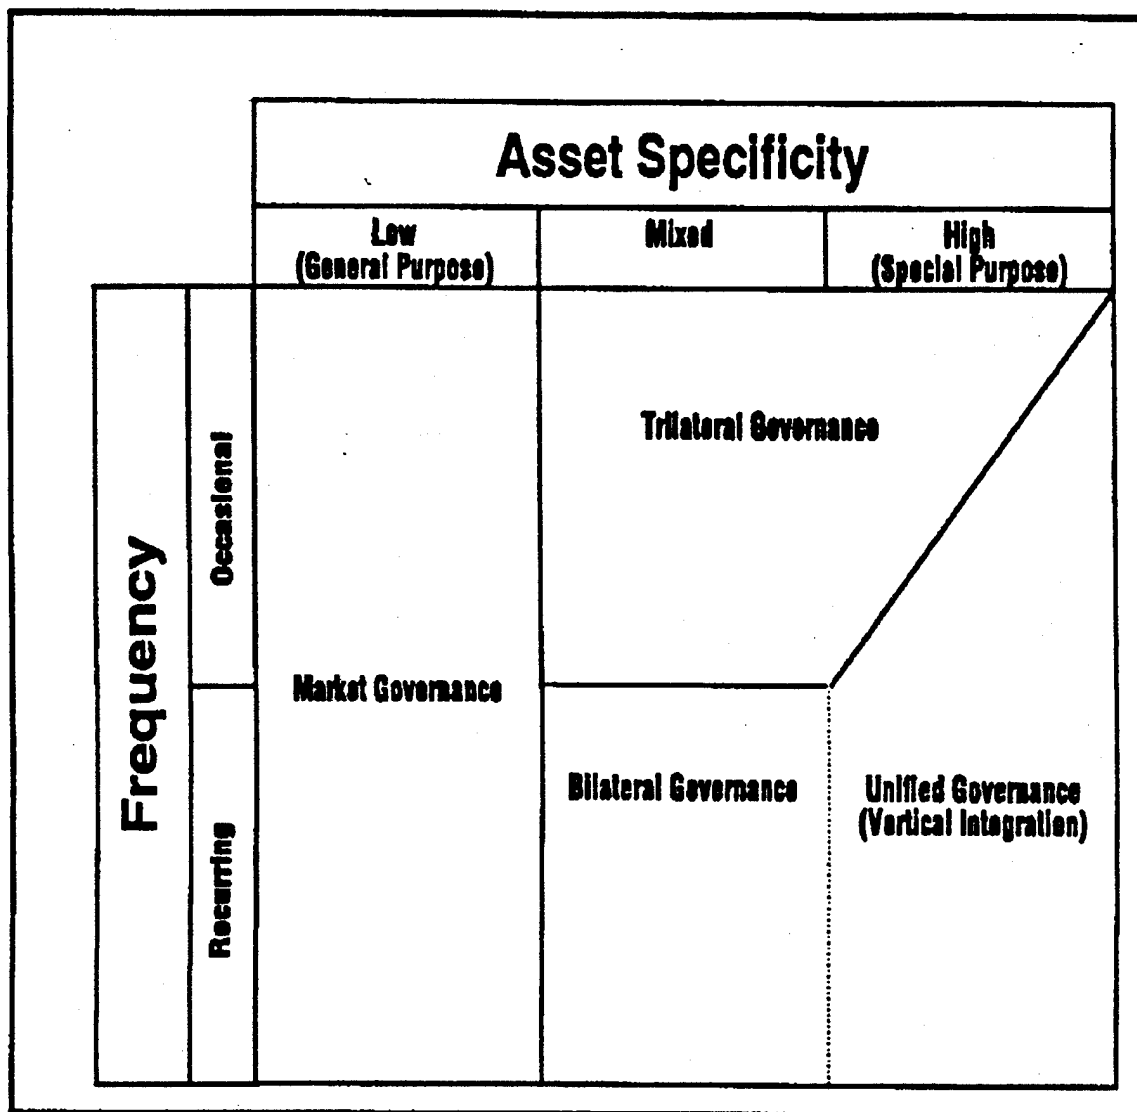 Asset Specificity
Low
(General Purpose)
Mixed
High
(Special Purpose)
Frequency
Occasional
Recurring
Trilateral Governance
Market Governance
Bilateral Governance
Unified Governance
(Vertical Integration)